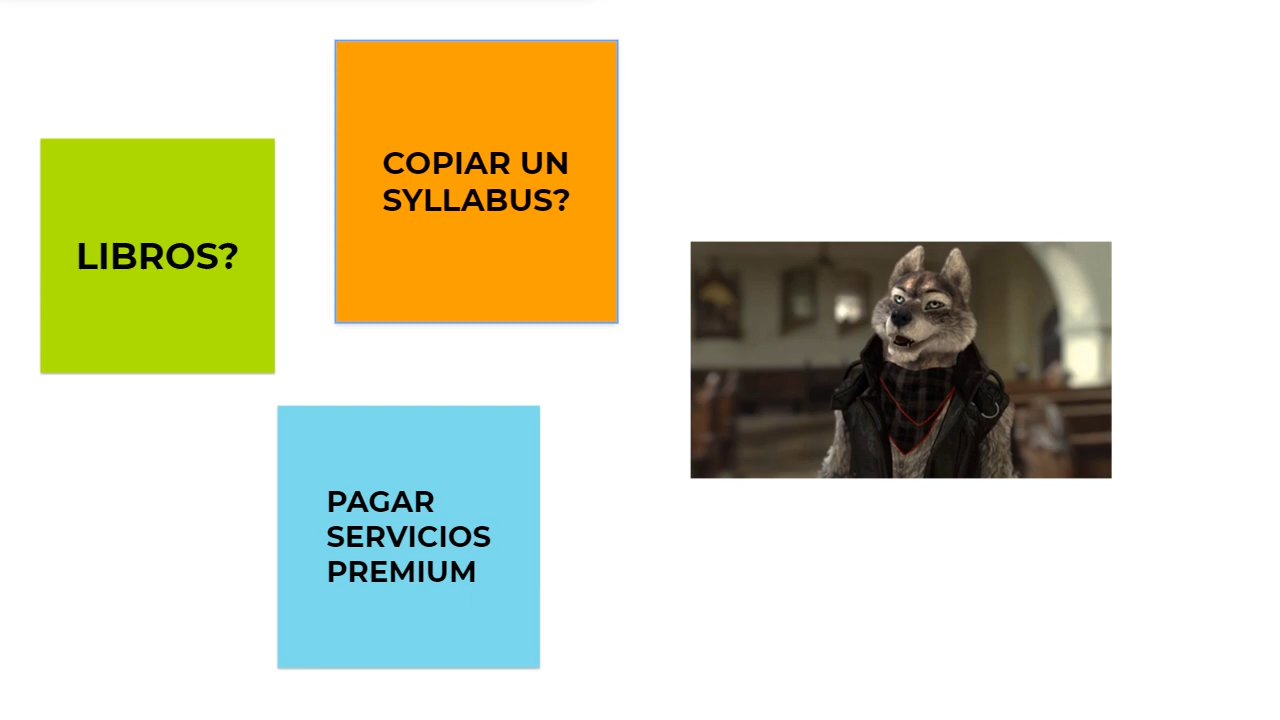 LIBROS?
COPIAR UN
SYLLABUS?
PAGAR
SERVICIOS
PREMIUM